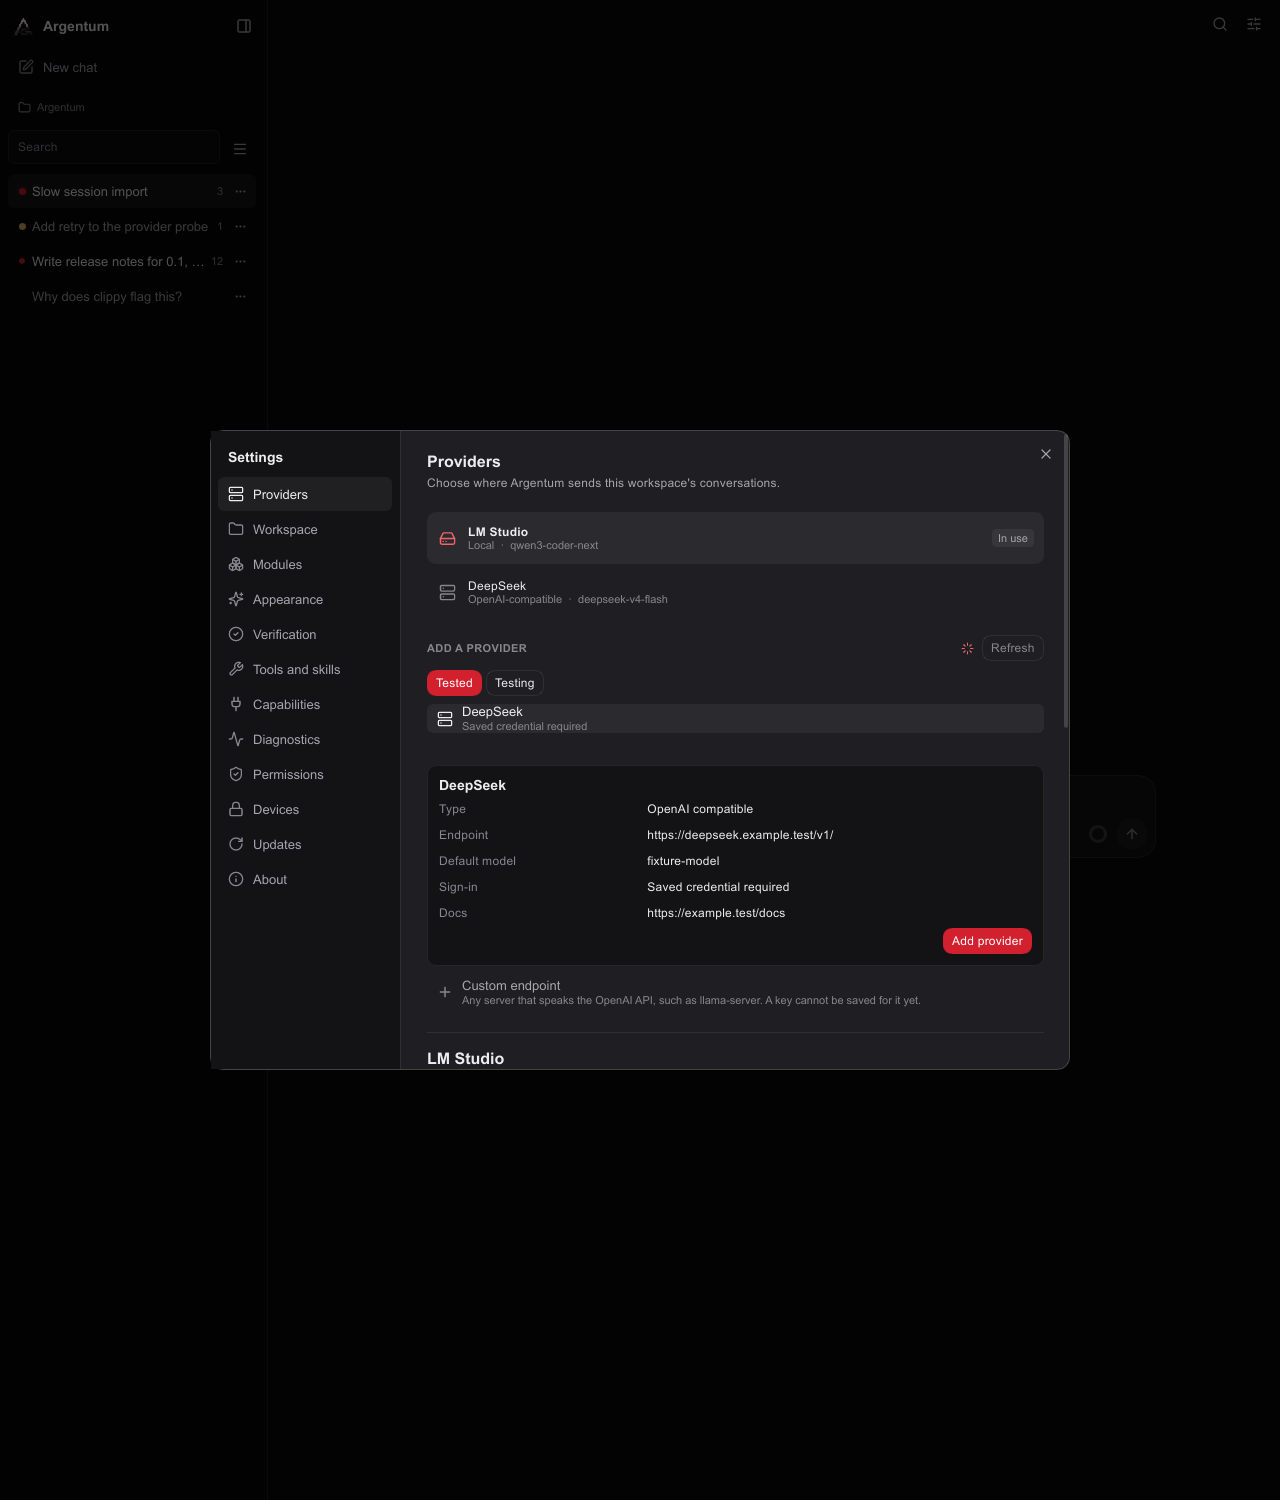 Argentum
New chat
Argentum
Search
Slow session import 3
Add retry to the provider probe 1
Write release notes for 0.1, ... 12
Why does clippy flag this?
Settings
Providers
Workspace
Modules
Appearance
Verification
Tools and skills
Capabilities
Diagnostics
Permissions
Devices
Updates
About
Providers
Choose where Argentum sends this workspace's conversations.
LM Studio
Local · qwen3-coder-next
In use
DeepSeek
OpenAI-compatible · deepseek-v4-flash
ADD A PROVIDER
Refresh
Tested Testing
DeepSeek
Saved credential required
DeepSeek
Type OpenAI compatible
Endpoint https://deepseek.example.test/v1/
Default model fixture-model
Sign-in Saved credential required
Docs https://example.test/docs
Add provider
Custom endpoint
Any server that speaks the OpenAI API, such as llama-server. A key cannot be saved for it yet.
LM Studio